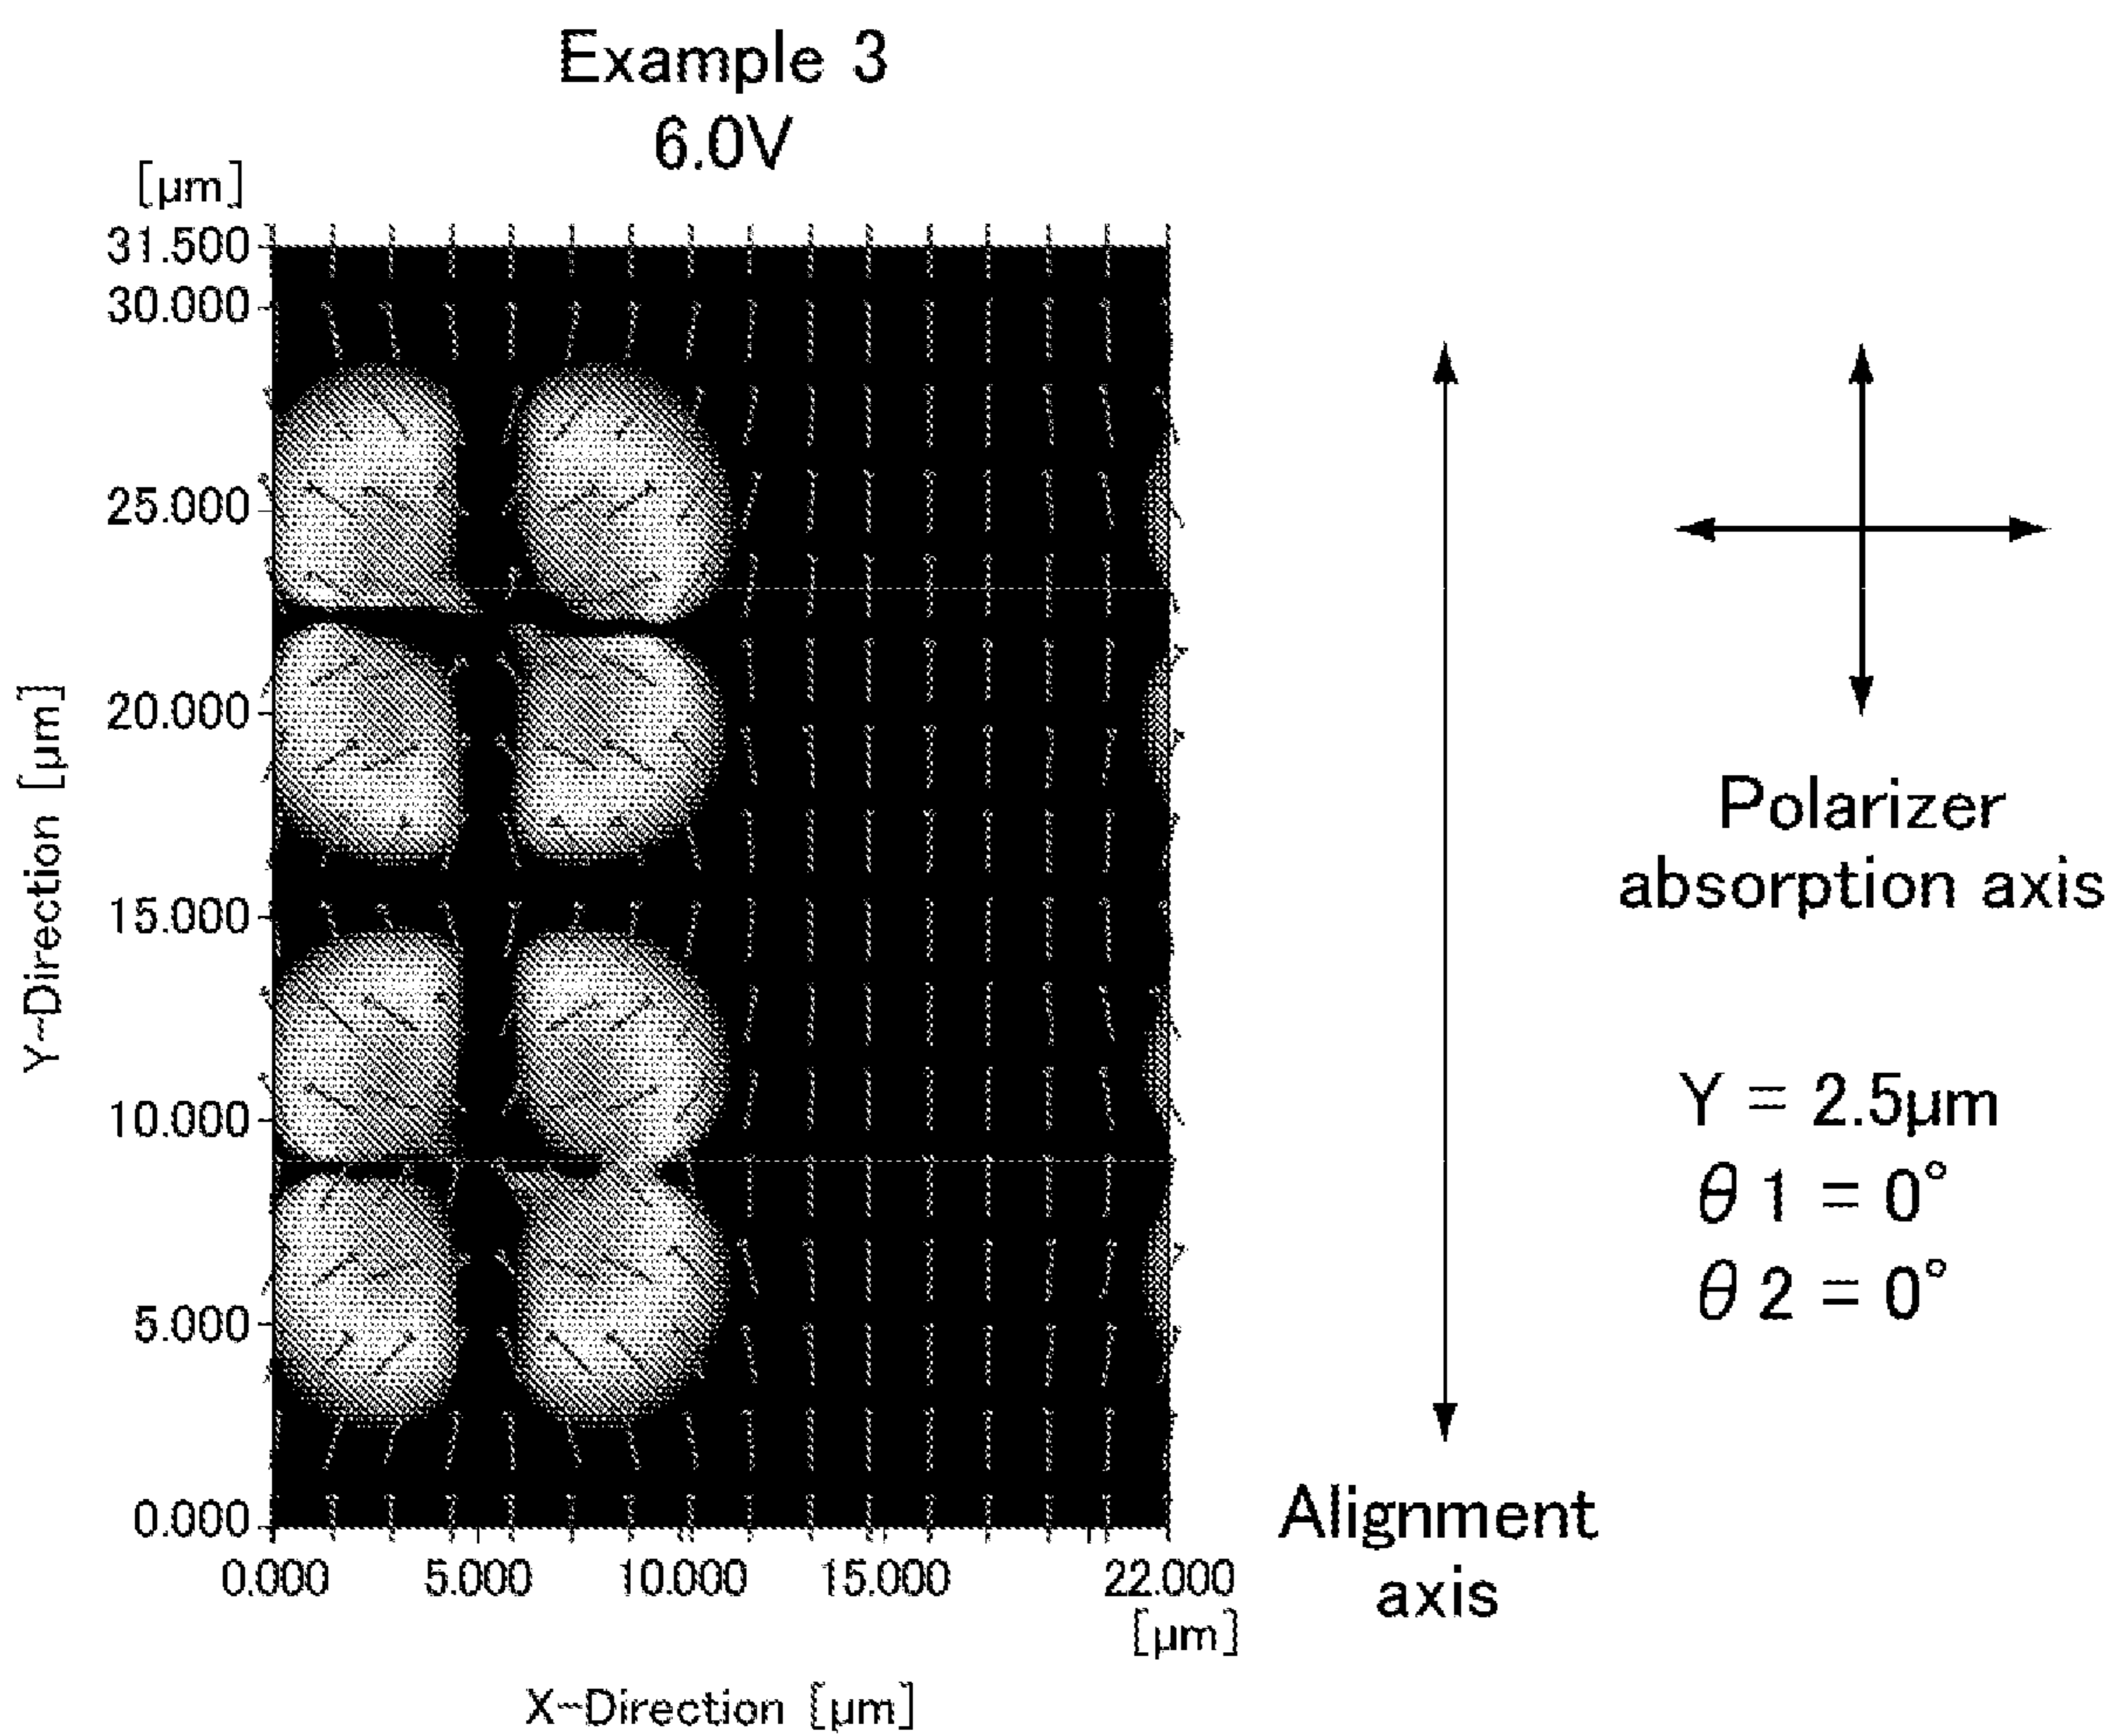 Example 3
6.0V
[µm]
31.500
30.000
25.000
20.000
15.000
10.000
5.000
0.000
Y-Direction [µm]
0.000 5.000 10.000 15.000 22.000
[µm]
X-Direction [µm]
Alignment
axis
Polarizer
absorption axis
Y = 2.5µm
θ1 = 0°
θ2 = 0°